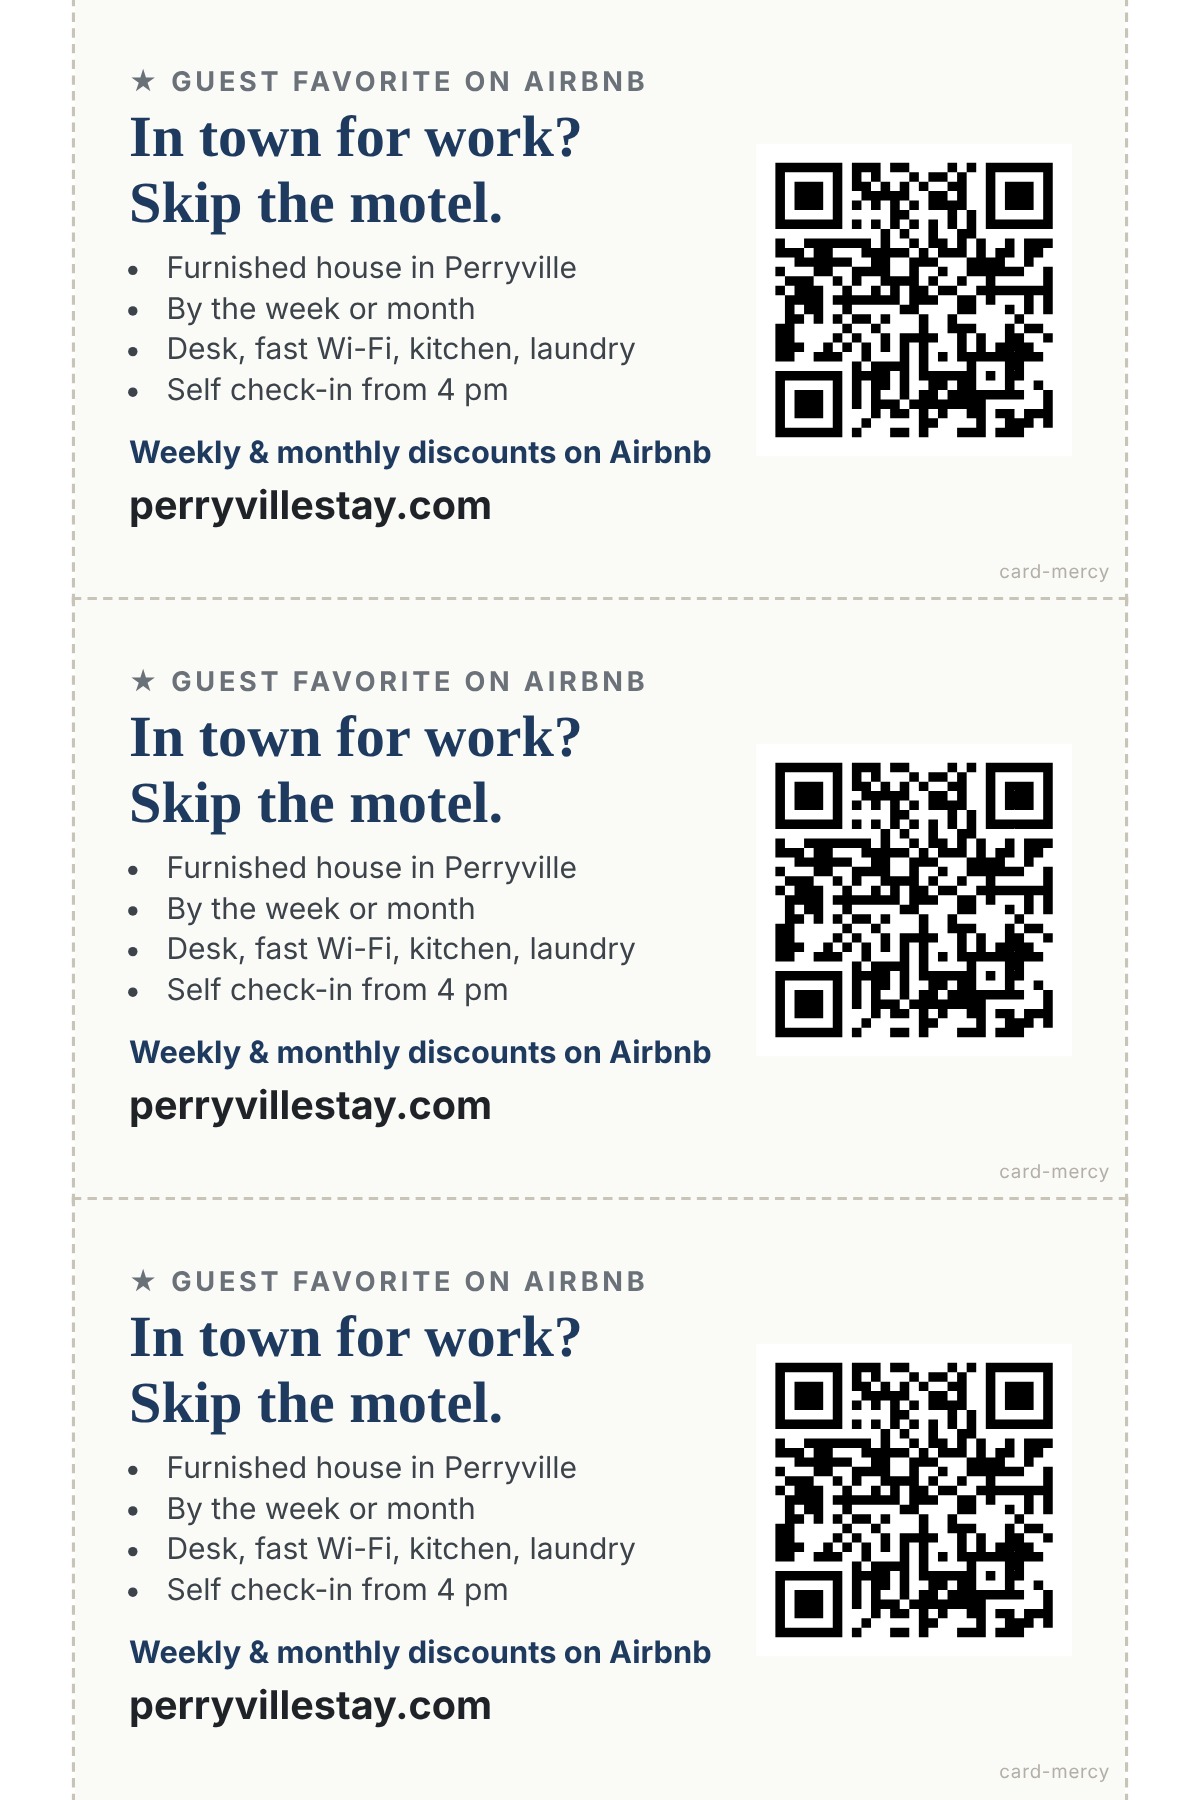 ★ GUEST FAVORITE ON AIRBNB
In town for work?
Skip the motel.
• Furnished house in Perryville
• By the week or month
• Desk, fast Wi-Fi, kitchen, laundry
• Self check-in from 4 pm
Weekly & monthly discounts on Airbnb
perryvillestay.com
card-mercy
★ GUEST FAVORITE ON AIRBNB
In town for work?
Skip the motel.
• Furnished house in Perryville
• By the week or month
• Desk, fast Wi-Fi, kitchen, laundry
• Self check-in from 4 pm
Weekly & monthly discounts on Airbnb
perryvillestay.com
card-mercy
★ GUEST FAVORITE ON AIRBNB
In town for work?
Skip the motel.
• Furnished house in Perryville
• By the week or month
• Desk, fast Wi-Fi, kitchen, laundry
• Self check-in from 4 pm
Weekly & monthly discounts on Airbnb
perryvillestay.com
card-mercy